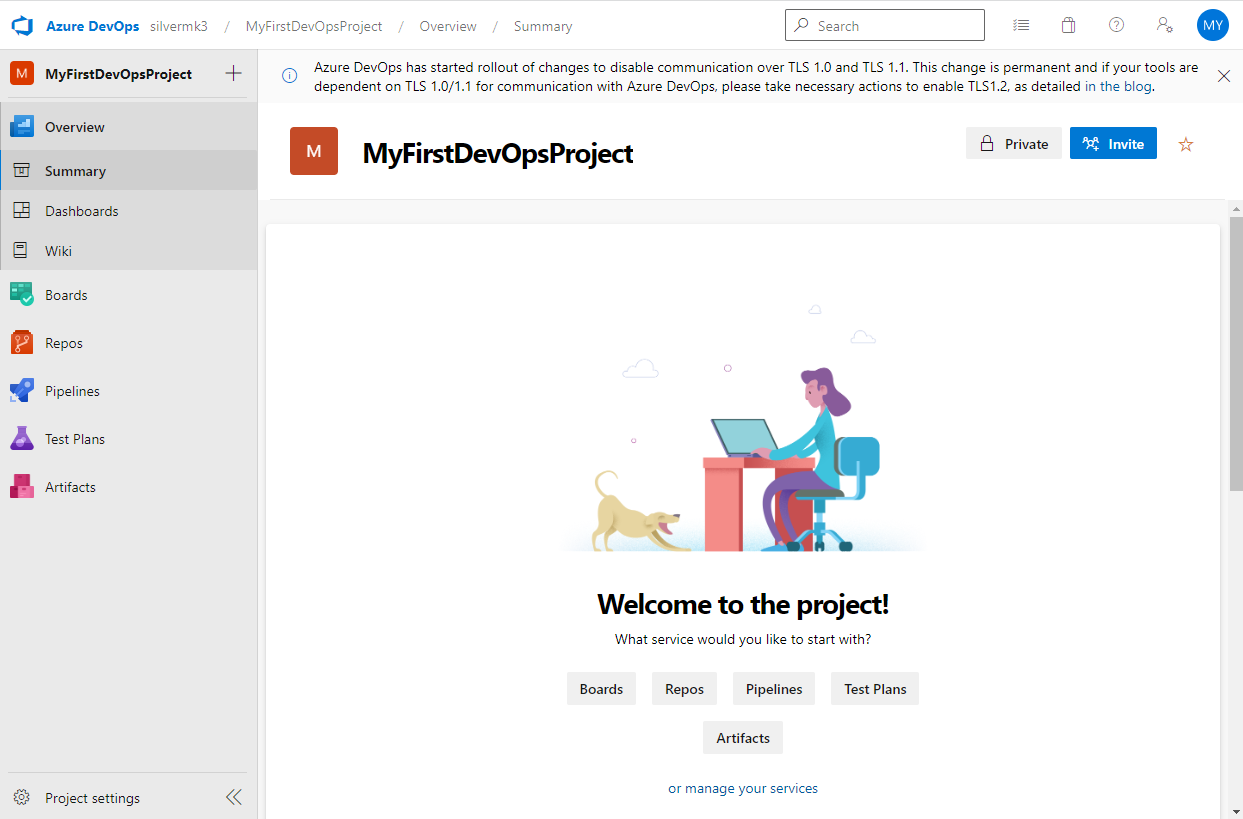 Azure DevOps silvermk3 / MyFirstDevOpsProject / Overview / Summary
Search
MY
M MyFirstDevOpsProject
Overview
Summary
Dashboards
Wiki
Boards
Repos
Pipelines
Test Plans
Artifacts
Project settings
Azure DevOps has started rollout of changes to disable communication over TLS 1.0 and TLS 1.1. This change is permanent and if your tools are
dependent on TLS 1.0/1.1 for communication with Azure DevOps, please take necessary actions to enable TLS1.2, as detailed in the blog.
M MyFirstDevOpsProject
Private
Invite
Welcome to the project!
What service would you like to start with?
Boards Repos Pipelines Test Plans
Artifacts
or manage your services